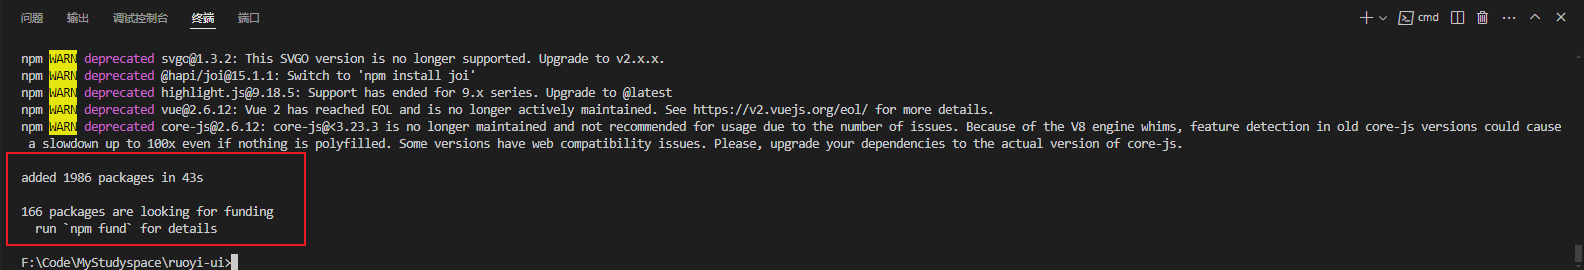 问题 输出 调试控制台 终端 端口 cmd
npm WARN deprecated svgo@1.3.2: This SVGO version is no longer supported. Upgrade to v2.x.x.
npm WARN deprecated @hapi/joi@15.1.1: Switch to 'npm install joi'
npm WARN deprecated highlight.js@9.18.5: Support has ended for 9.x series. Upgrade to @latest
npm WARN deprecated vue@2.6.12: Vue 2 has reached EOL and is no longer actively maintained. See https://v2.vuejs.org/eol/ for more details.
npm WARN deprecated core-js@2.6.12: core-js@<3.23.3 is no longer maintained and not recommended for usage due to the number of issues. Because of the V8 engine whims, feature detection in old core-js versions could cause
a slowdown up to 100x even if nothing is polyfilled. Some versions have web compatibility issues. Please, upgrade your dependencies to the actual version of core-js.
added 1986 packages in 43s
166 packages are looking for funding
run `npm fund` for details
F:\Code\MyStudyspace\ruoyi-ui>